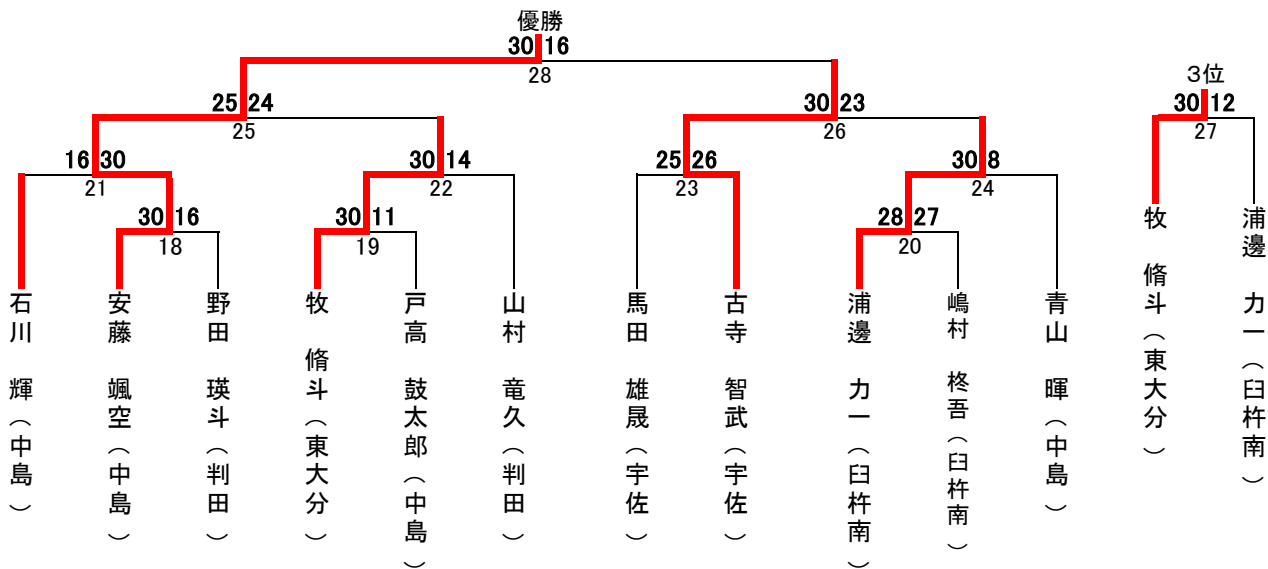 優勝
30 16
28
3位
25 24
25
30 23
26
30 12
27
16 30
21
30 14
22
25 26
23
30 8
24
30 16
18
30 11
19
28 27
20
石川 輝(中島)
安藤 颯空(中島)
野田 瑛斗(判田)
牧 脩斗(東大分)
戸高 鼓太郎(中島)
山村 竜久(判田)
馬田 雄晟(宇佐)
古寺 智武(宇佐)
浦邊 力一(臼杵南)
嶋村 柊吾(臼杵南)
青山 暉(中島)
牧 脩斗(東大分)
浦邊 力一(臼杵南)